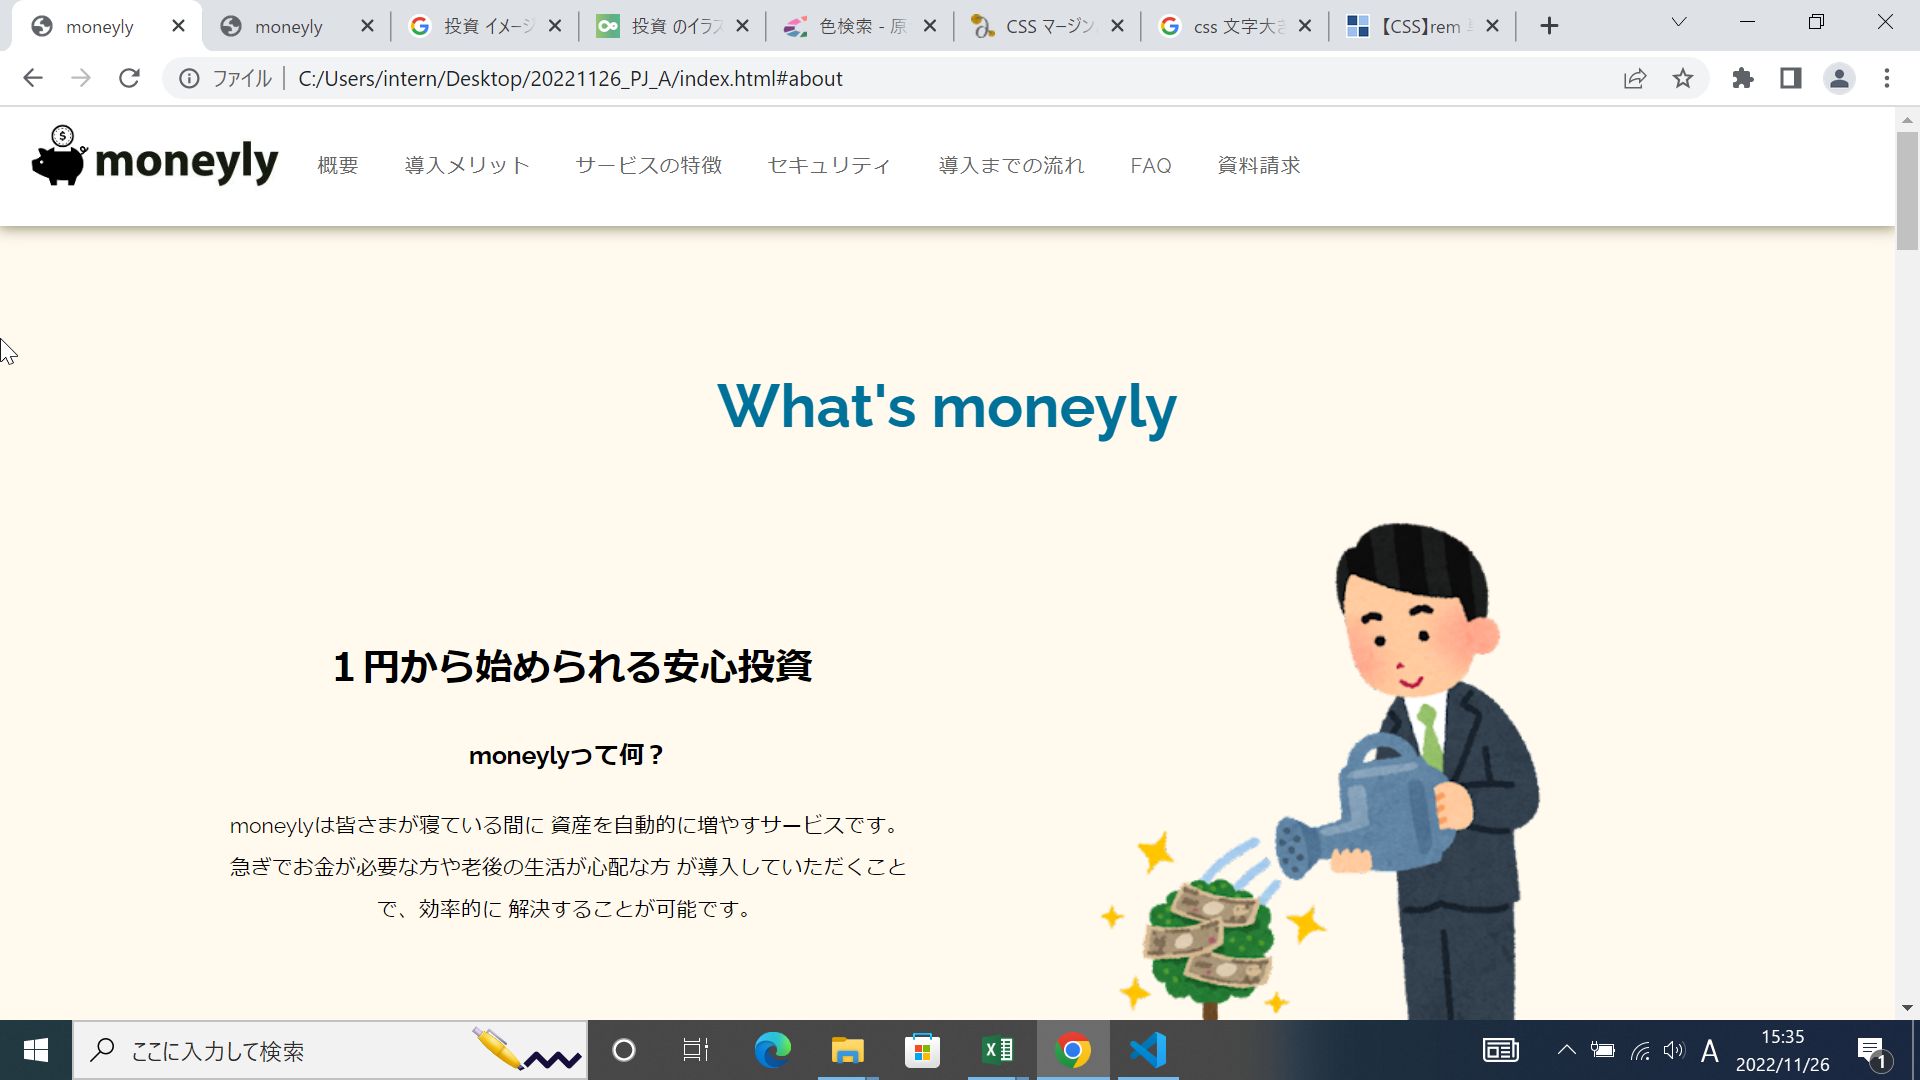 moneyly
moneyly
投資 イメージ
投資 のイラス
色検索 - 原
CSS マージン
css 文字大き
【CSS】rem
ファイル | C:/Users/intern/Desktop/20221126_PJ_A/index.html#about
moneyly 概要 導入メリット サービスの特徴 セキュリティ 導入までの流れ FAQ 資料請求
What's moneyly
１円から始められる安心投資
moneylyって何？
moneylyは皆さまが寝ている間に 資産を自動的に増やすサービスです。
急ぎでお金が必要な方や老後の生活が心配な方 が導入していただくこと
で、効率的に 解決することが可能です。
ここに入力して検索
A
15:35
2022/11/26
1